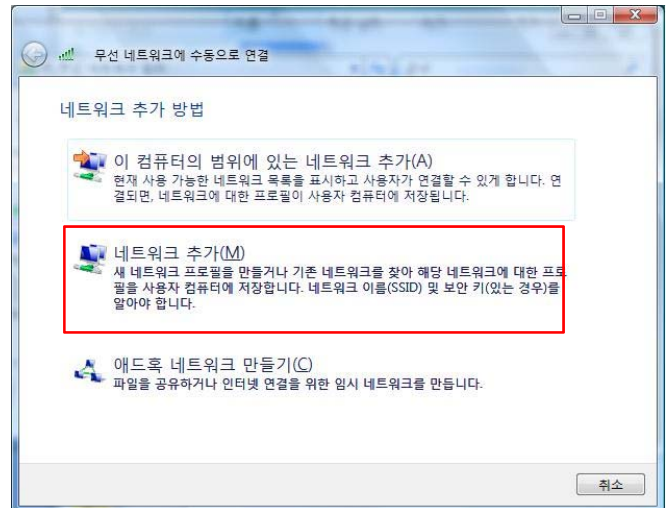 무선 네트워크에 수동으로 연결
네트워크 추가 방법
이 컴퓨터의 범위에 있는 네트워크 추가(A)
현재 사용 가능한 네트워크 목록을 표시하고 사용자가 연결할 수 있게 합니다. 연
결되면, 네트워크에 대한 프로필이 사용자 컴퓨터에 저장됩니다.
네트워크 추가(M)
새 네트워크 프로필을 만들거나 기존 네트워크를 찾아 해당 네트워크에 대한 프로
필을 사용자 컴퓨터에 저장합니다. 네트워크 이름(SSID) 및 보안 키(있는 경우)를
알아야 합니다.
애드혹 네트워크 만들기(C)
파일을 공유하거나 인터넷 연결을 위한 임시 네트워크를 만듭니다.
취소